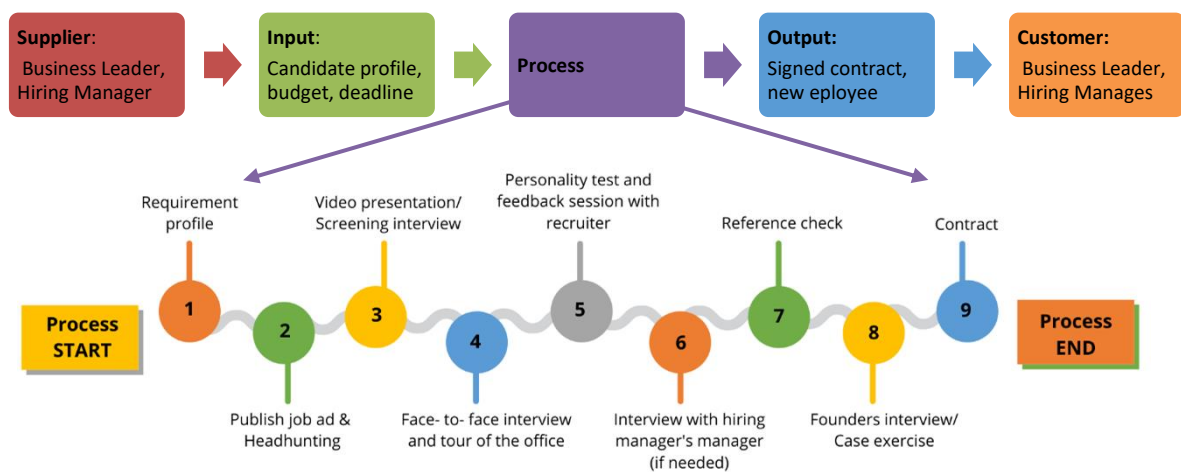 Supplier:
Business Leader,
Hiring Manager
Input:
Candidate profile,
budget, deadline
Process
Output:
Signed contract,
new eployee
Customer:
Business Leader,
Hiring Manages
Requirement
profile
Video presentation/
Screening interview
Personality test and
feedback session with
recruiter
Reference check
Contract
Process
START
1
2
3
4
5
6
7
8
9
Process
END
Publish job ad &
Headhunting
Face- to- face interview
and tour of the office
Interview with hiring
manager's manager
(if needed)
Founders interview/
Case exercise